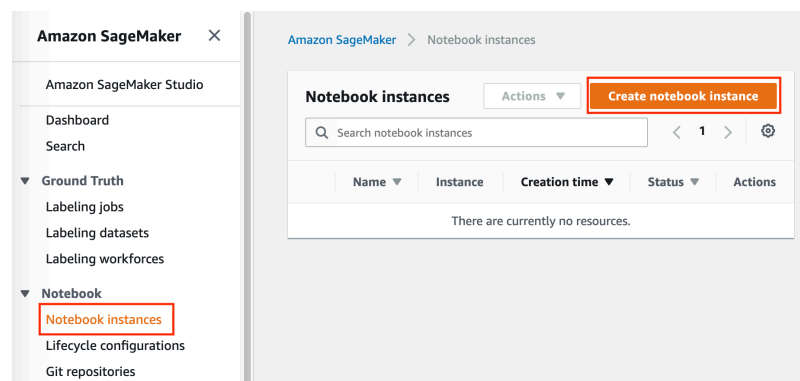 Amazon SageMaker
Amazon SageMaker Studio
Dashboard
Search
Ground Truth
Labeling jobs
Labeling datasets
Labeling workforces
Notebook
Notebook instances
Lifecycle configurations
Git repositories
Amazon SageMaker > Notebook instances
Notebook instances Actions Create notebook instance
Search notebook instances 1
Name Instance Creation time Status Actions
There are currently no resources.